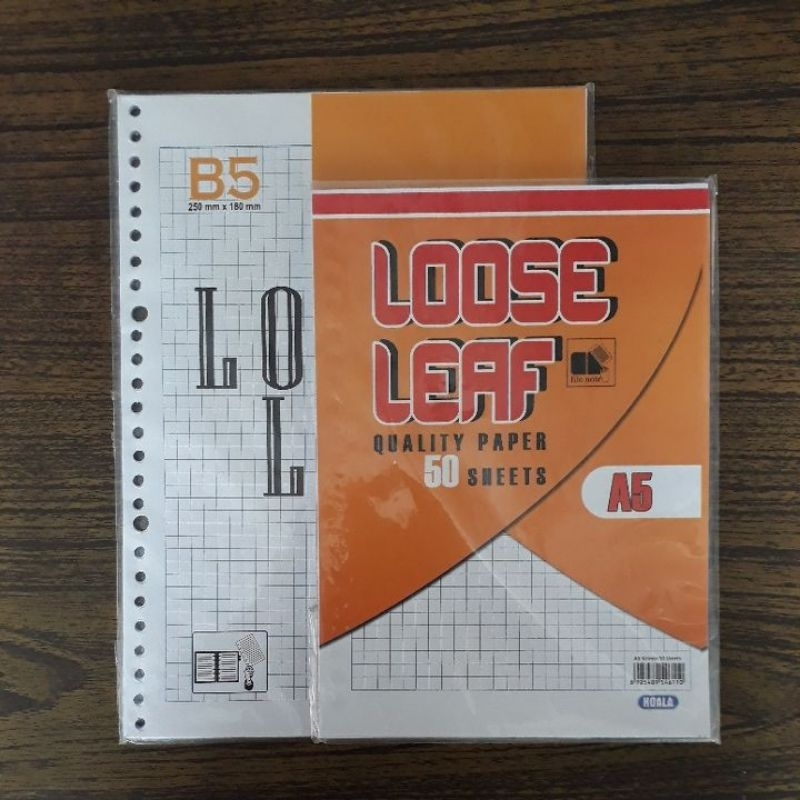 B5
250 mm x 180 mm
LO
L
LOOSE
LEAF
file note
QUALITY PAPER
50 SHEETS
A5
KOALA